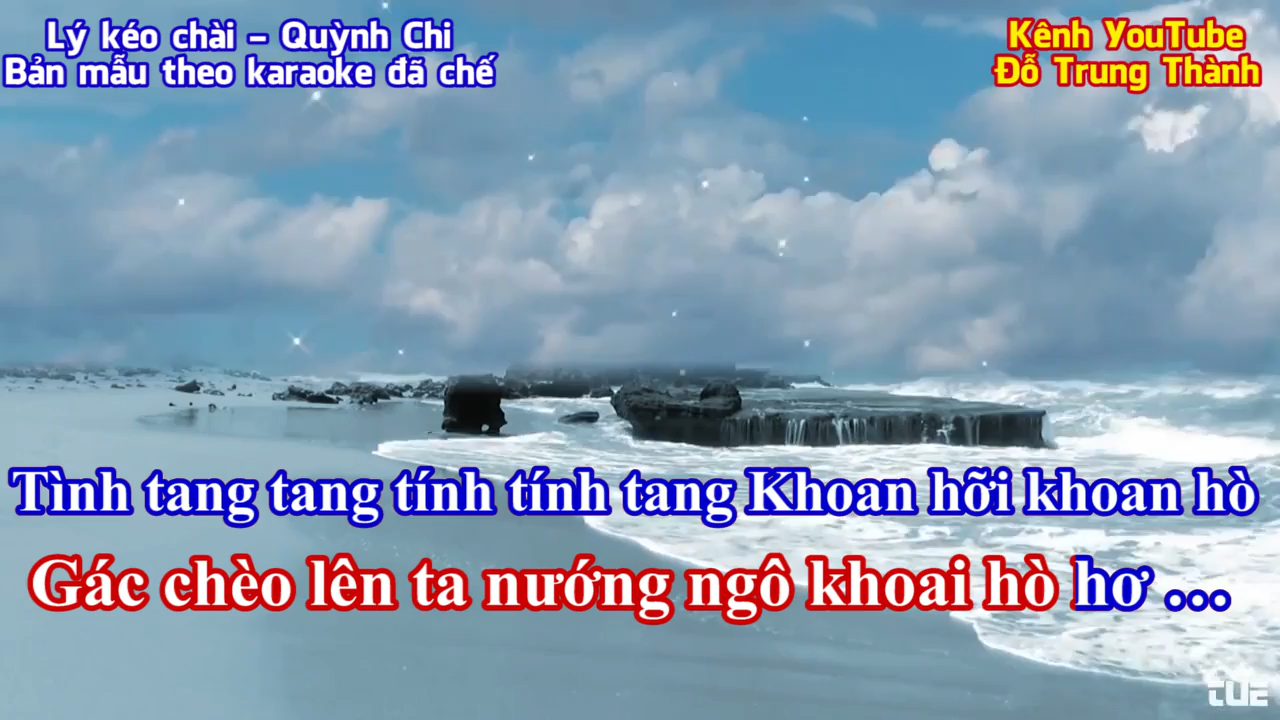 Lý kéo chài – Quỳnh Chi
Bản mẫu theo karaoke đã chế
Kênh YouTube
Đỗ Trung Thành
Tình tang tang tính tính tang Khoan hỡi khoan hò
Gác chèo lên ta nướng ngô khoai hò hơ ...
TUE